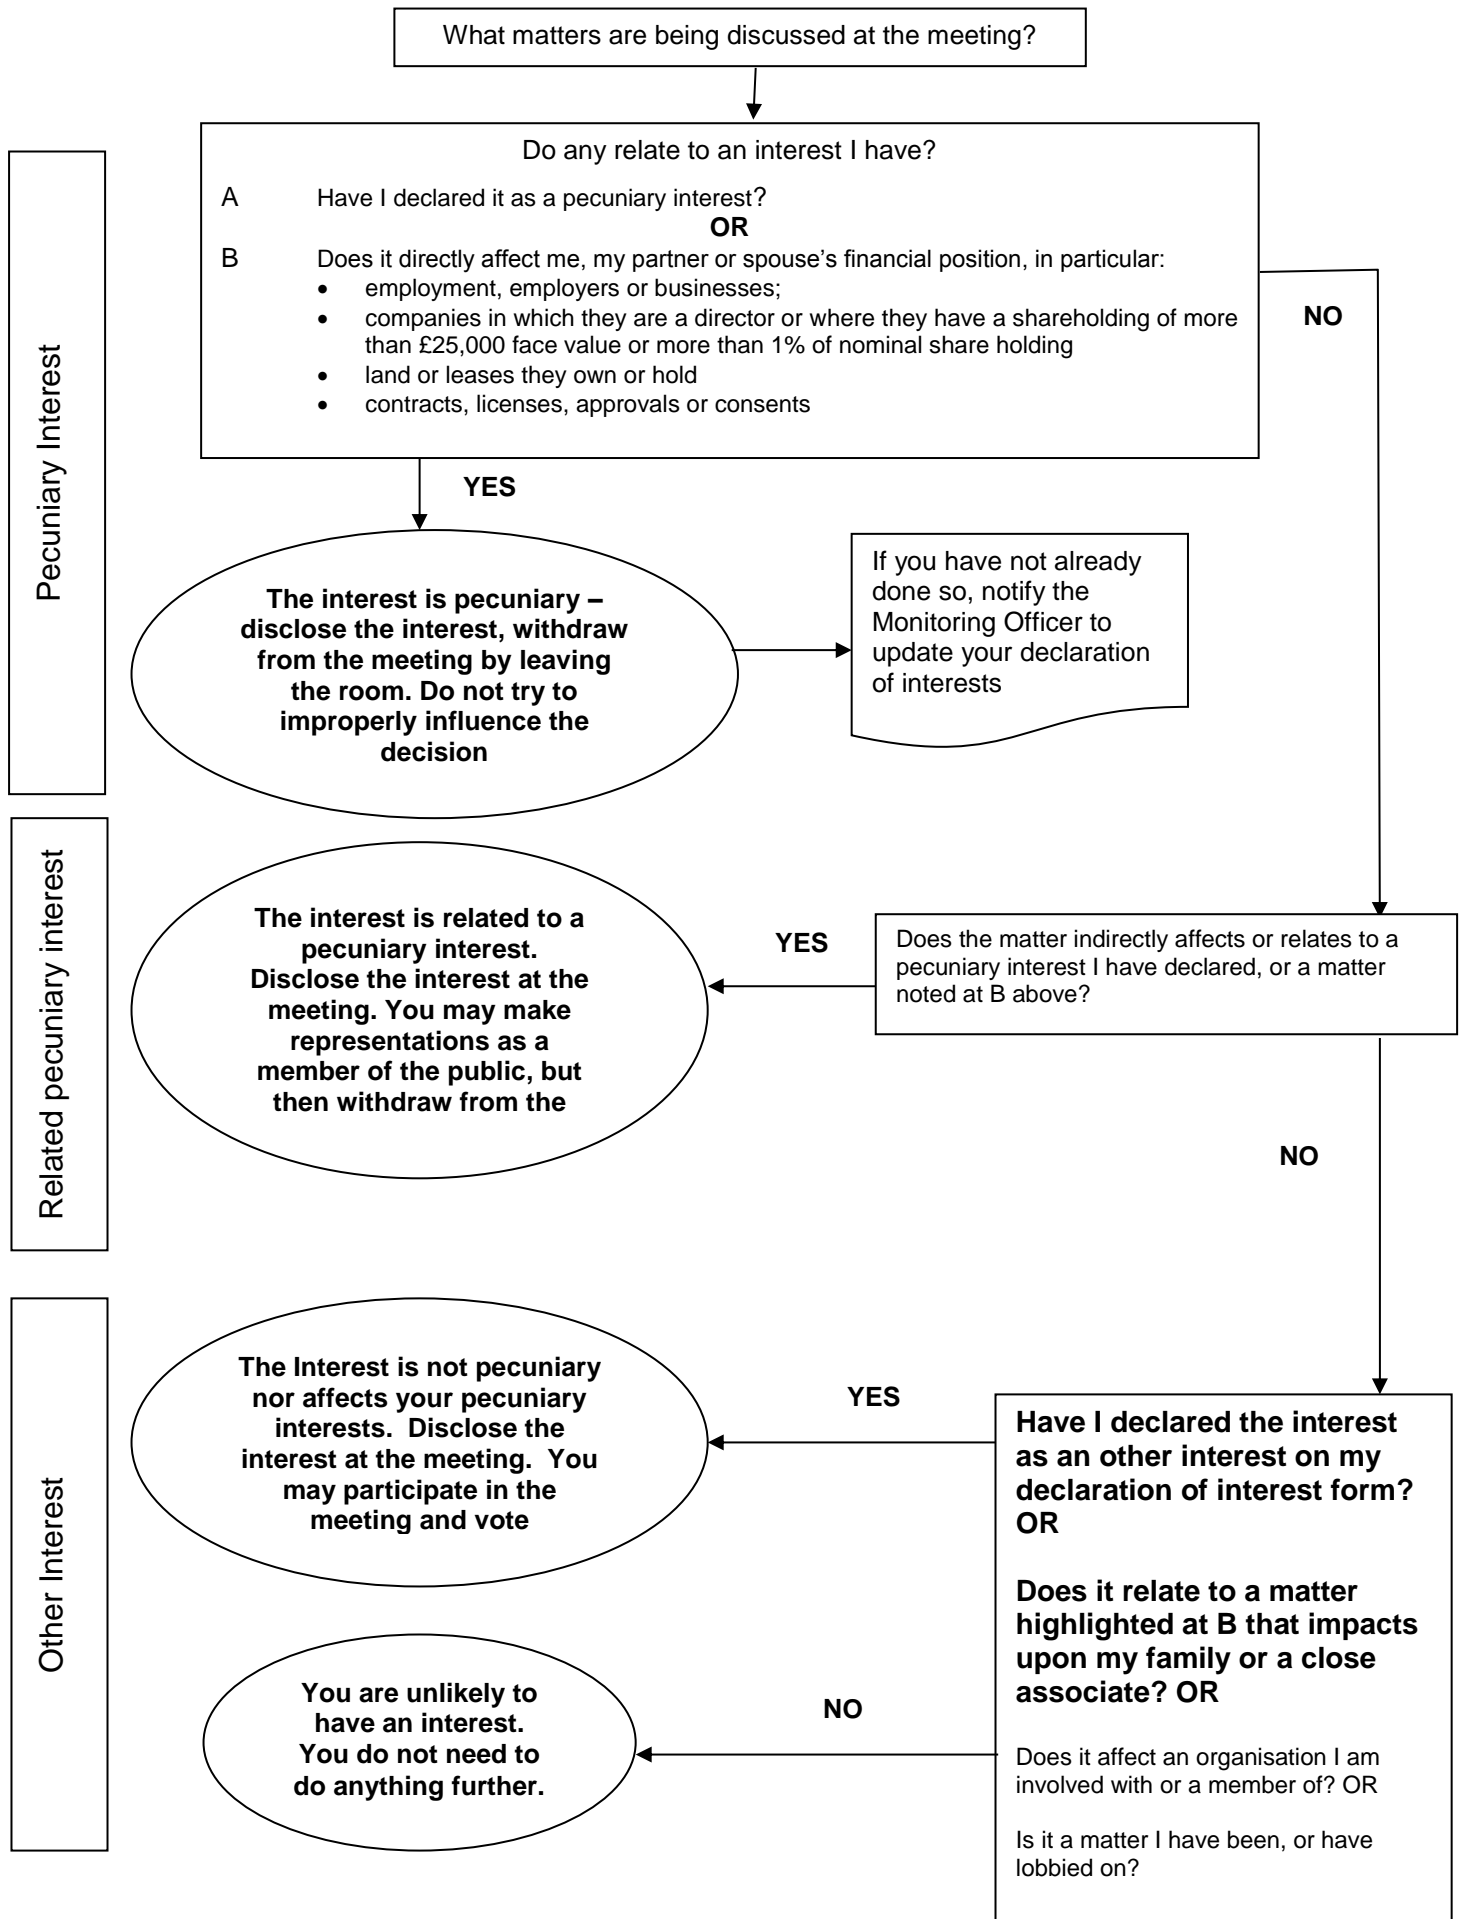 What matters are being discussed at the meeting?
Pecuniary Interest
Do any relate to an interest I have?
A Have I declared it as a pecuniary interest?
OR
B Does it directly affect me, my partner or spouse’s financial position, in particular:
• employment, employers or businesses;
• companies in which they are a director or where they have a shareholding of more
than £25,000 face value or more than 1% of nominal share holding
• land or leases they own or hold
• contracts, licenses, approvals or consents
NO
YES
The interest is pecuniary –
disclose the interest, withdraw
from the meeting by leaving
the room. Do not try to
improperly influence the
decision
If you have not already
done so, notify the
Monitoring Officer to
update your declaration
of interests
Related pecuniary interest
The interest is related to a
pecuniary interest.
Disclose the interest at the
meeting. You may make
representations as a
member of the public, but
then withdraw from the
YES
Does the matter indirectly affects or relates to a
pecuniary interest I have declared, or a matter
noted at B above?
NO
Other Interest
The Interest is not pecuniary
nor affects your pecuniary
interests. Disclose the
interest at the meeting. You
may participate in the
meeting and vote
YES
Have I declared the interest
as an other interest on my
declaration of interest form?
OR
Does it relate to a matter
highlighted at B that impacts
upon my family or a close
associate? OR
Does it affect an organisation I am
involved with or a member of? OR
Is it a matter I have been, or have
lobbied on?
NO
You are unlikely to
have an interest.
You do not need to
do anything further.